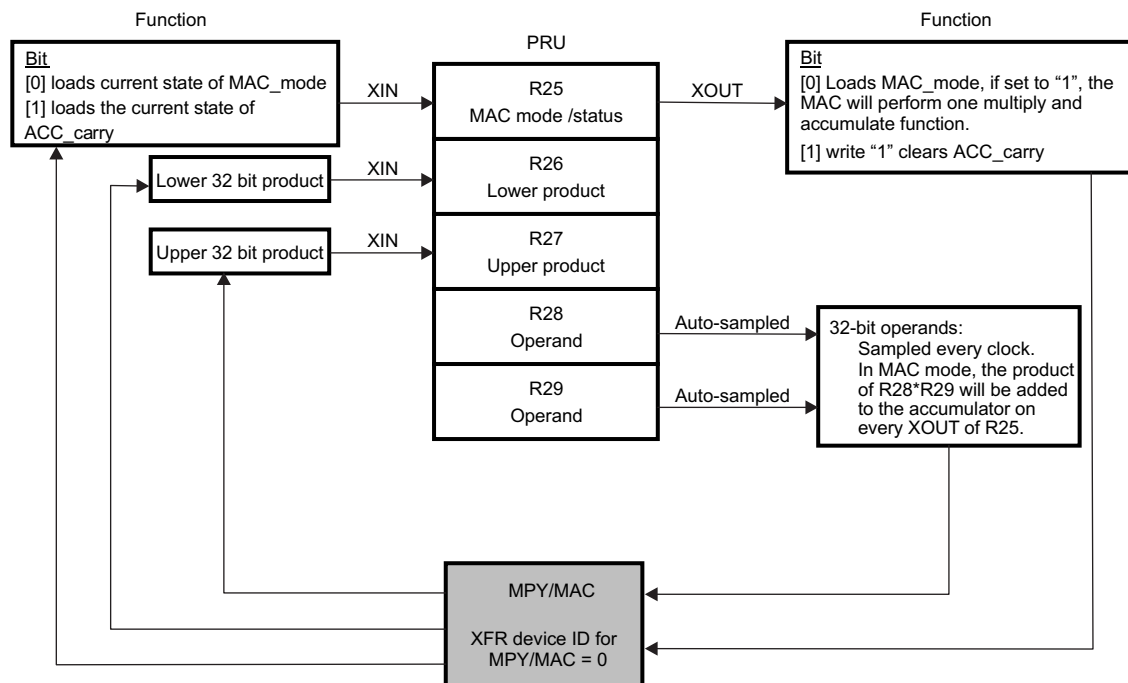 Function
Bit
[0] loads current state of MAC_mode
[1] loads the current state of
ACC_carry
Lower 32 bit product
Upper 32 bit product
XIN
XIN
XIN
PRU
R25
MAC mode /status
R26
Lower product
R27
Upper product
R28
Operand
R29
Operand
XOUT
Auto-sampled
Auto-sampled
Function
Bit
[0] Loads MAC_mode, if set to “1”, the
MAC will perform one multiply and
accumulate function.
[1] write “1” clears ACC_carry
32-bit operands:
Sampled every clock.
In MAC mode, the product
of R28*R29 will be added
to the accumulator on
every XOUT of R25.
MPY/MAC
XFR device ID for
MPY/MAC = 0